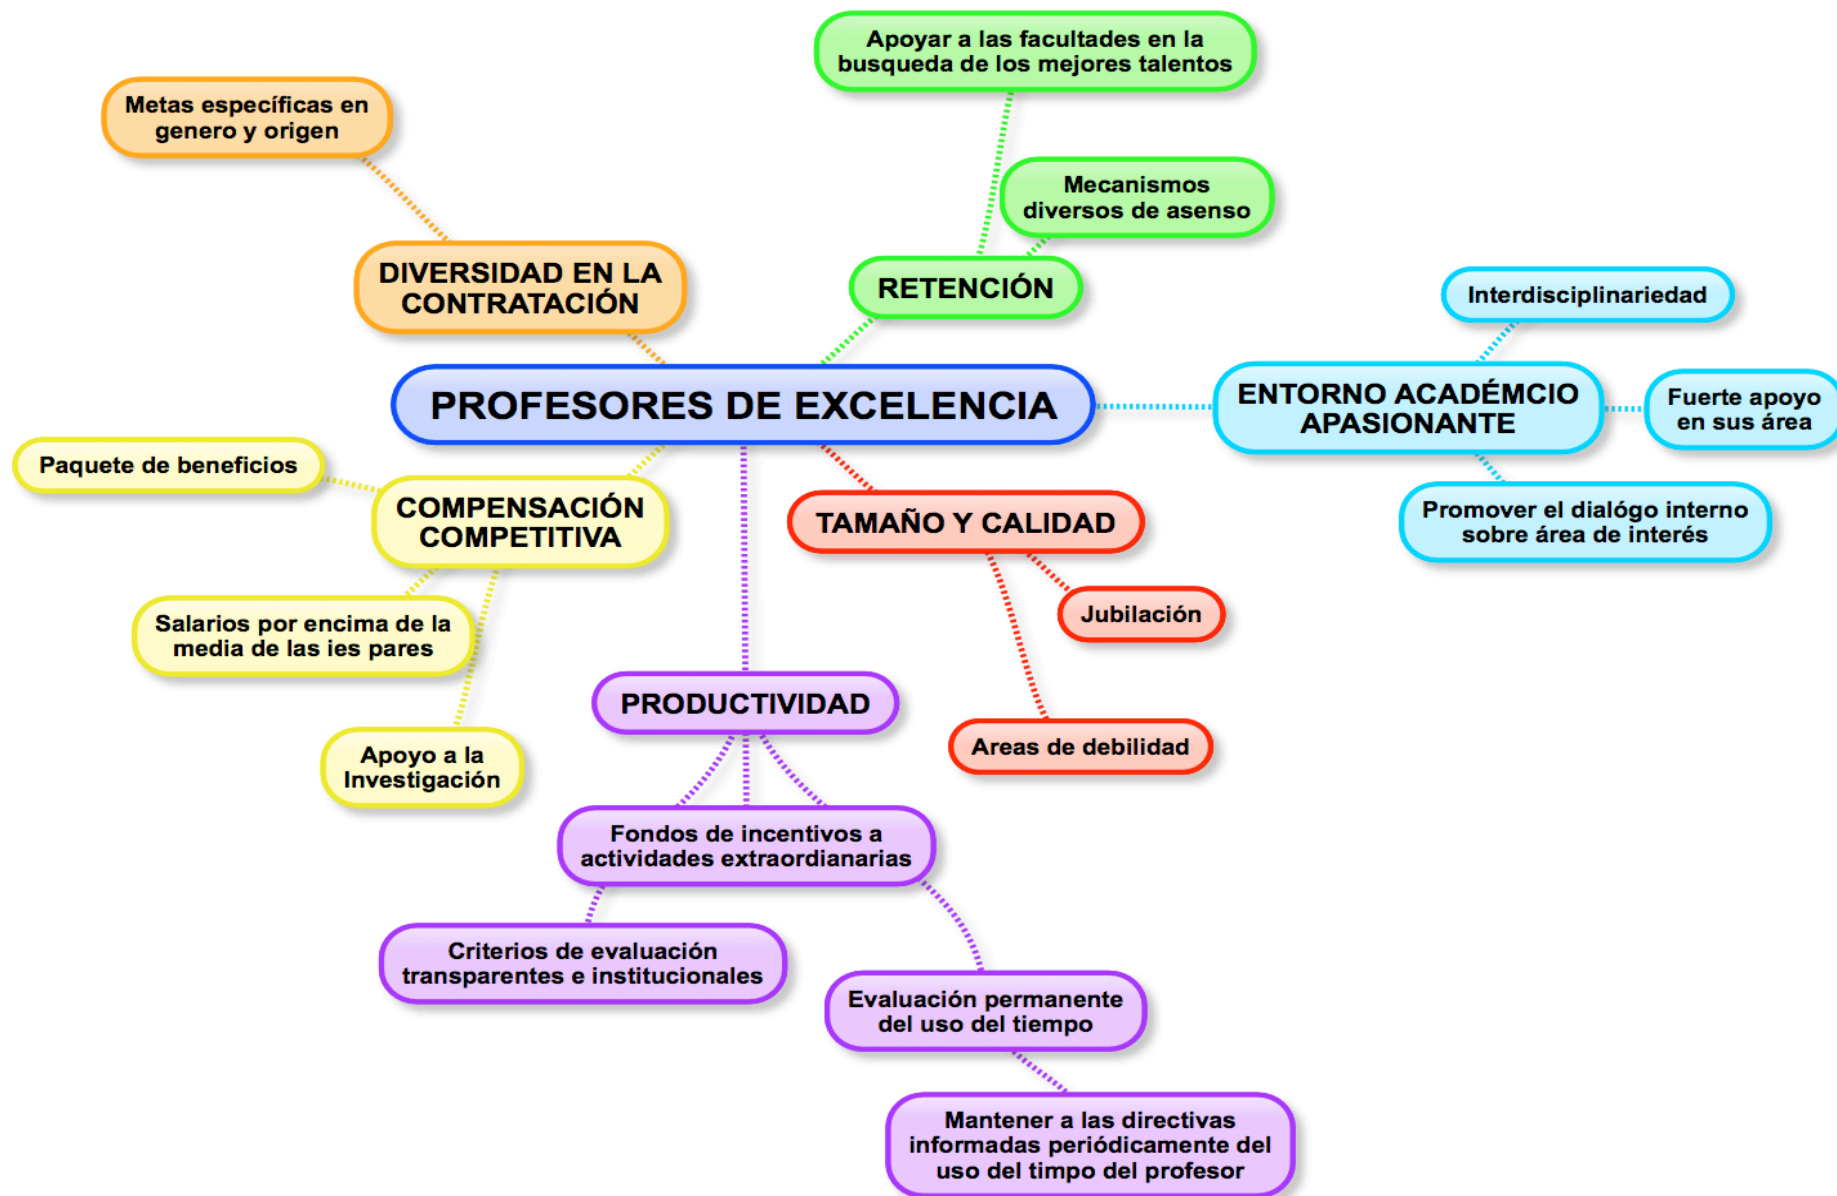 Apoyar a las facultades en la
busqueda de los mejores talentos
Metas específicas en
genero y origen
Mecanismos
diversos de asenso
DIVERSIDAD EN LA
CONTRATACIÓN
RETENCIÓN
Interdisciplinariedad
PROFESORES DE EXCELENCIA
ENTORNO ACADÉMCIO
APASIONANTE
Fuerte apoyo
en sus área
Paquete de beneficios
COMPENSACIÓN
COMPETITIVA
TAMAÑO Y CALIDAD
Promover el dialógo interno
sobre área de interés
Salarios por encima de la
media de las ies pares
Jubilación
PRODUCTIVIDAD
Areas de debilidad
Apoyo a la
Investigación
Fondos de incentivos a
actividades extraordianarias
Criterios de evaluación
transparentes e institucionales
Evaluación permanente
del uso del tiempo
Mantener a las directivas
informadas periódicamente del
uso del timpo del profesor